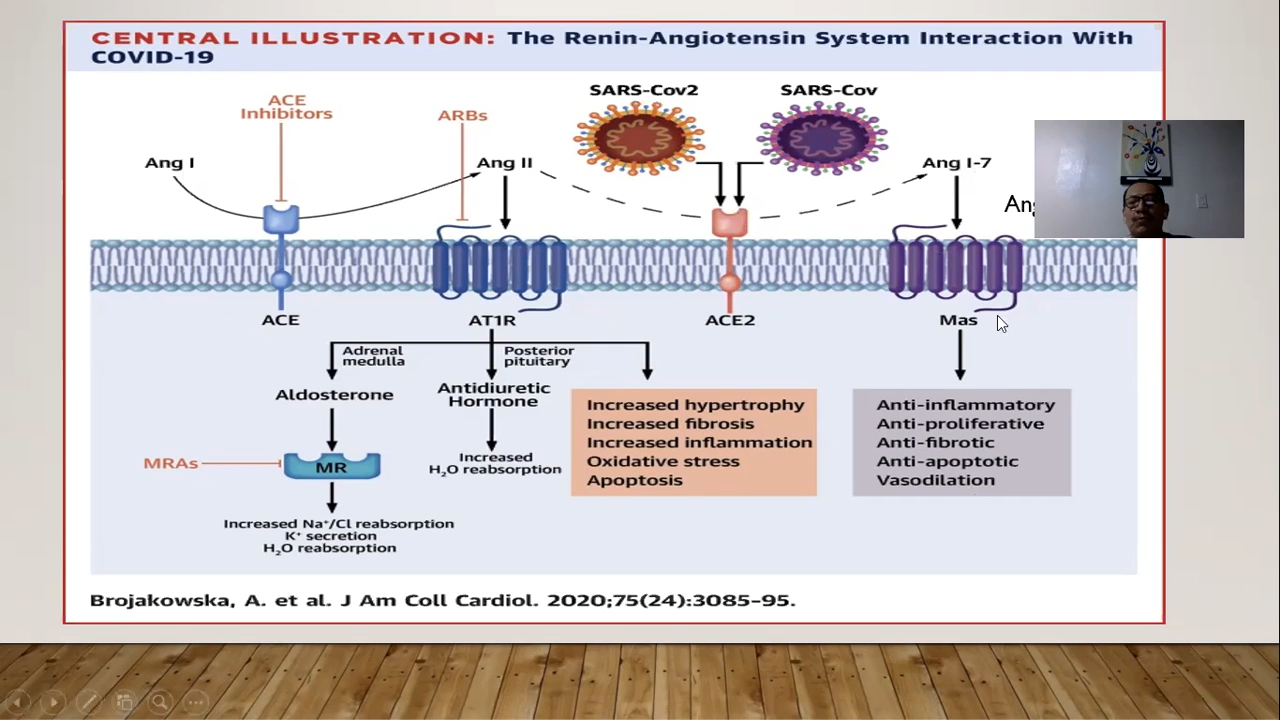 CENTRAL ILLUSTRATION: The Renin-Angiotensin System Interaction With
COVID-19
SARS-Cov2
SARS-Cov
ACE
Inhibitors
ARBs
Ang I
Ang II
Ang I-7
ACE
AT1R
ACE2
Mas
Adrenal
medulla
Posterior
pituitary
Aldosterone
Antidiuretic
Hormone
MRAs
MR
Increased
H₂O reabsorption
Increased Na⁺/Cl reabsorption
K⁺ secretion
H₂O reabsorption
Increased hypertrophy
Increased fibrosis
Increased inflammation
Oxidative stress
Apoptosis
Anti-inflammatory
Anti-proliferative
Anti-fibrotic
Anti-apoptotic
Vasodilation
Brojakowska, A. et al. J Am Coll Cardiol. 2020;75(24):3085-95.